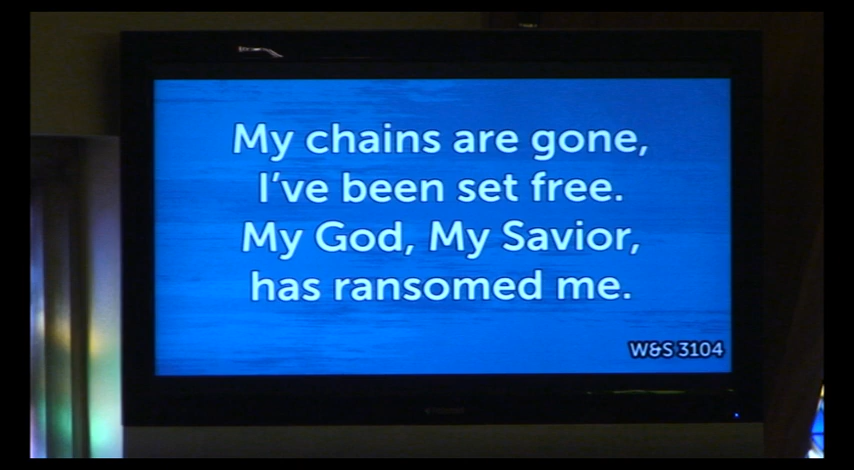 My chains are gone,
I've been set free.
My God, My Savior,
has ransomed me.
W&S 3104